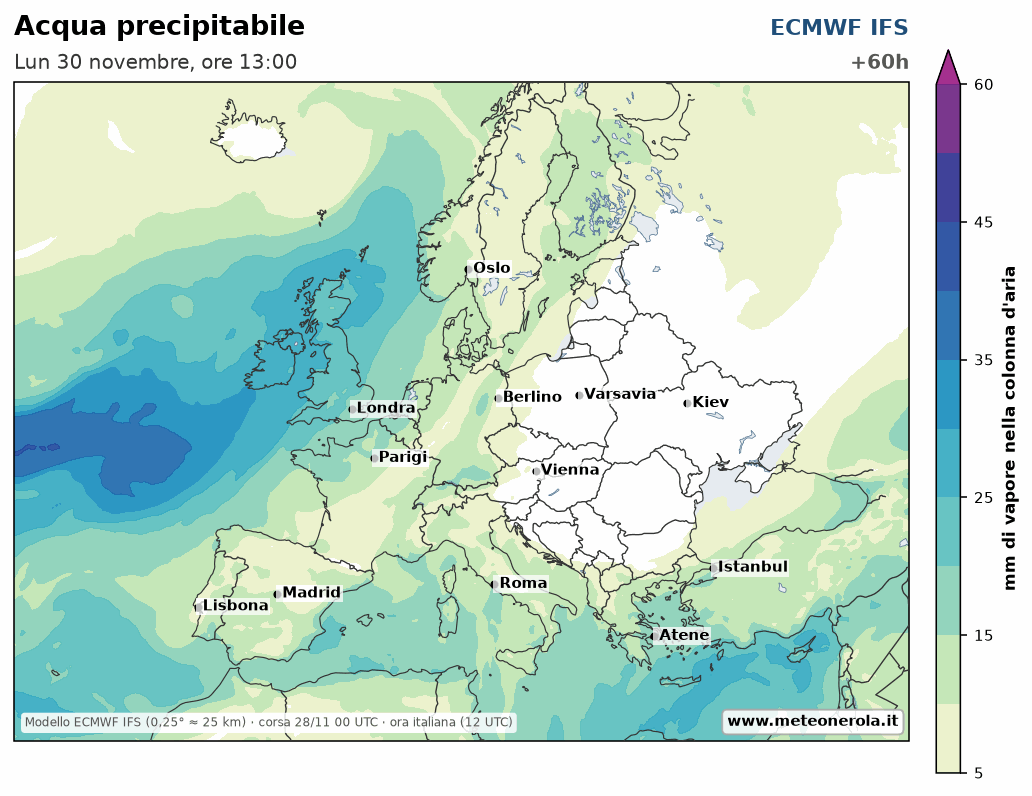 Acqua precipitabile
ECMWF IFS
Lun 30 novembre, ore 13:00
+60h
60
45
35
25
15
5
mm di vapore nella colonna d'aria
Oslo
Berlino
Varsavia
Kiev
Londra
Parigi
Vienna
Istanbul
Roma
Madrid
Lisbona
Atene
Modello ECMWF IFS (0,25° ≈ 25 km) · corsa 28/11 00 UTC · ora italiana (12 UTC)
www.meteonerola.it